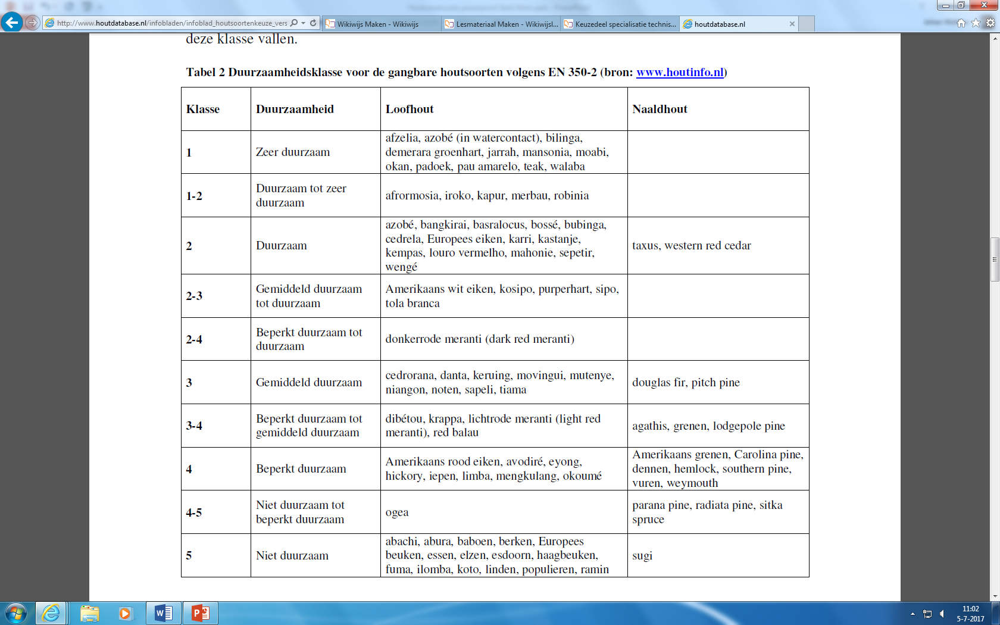 http://www.houtdatabase.nl/infobladen/infoblad_houtsoortenkeuze_vers
Wikiwijs Maken - Wikiwijs
Lesmateriaal Maken - Wikiwijsl...
Keuzedeel specialisatie technis...
houtdatabase.nl
deze klasse vallen.
Tabel 2 Duurzaamheidsklasse voor de gangbare houtsoorten volgens EN 350-2 (bron: www.houtinfo.nl)
Klasse Duurzaamheid Loofhout Naaldhout
1
Zeer duurzaam
afzelia, azobé (in watercontact), bilinga,
demerara groenhart, jarrah, mansonia, moabi,
okan, padoek, pau amarelo, teak, walaba
1-2
Duurzaam tot zeer
duurzaam
afrormosia, iroko, kapur, merbau, robinia
2
Duurzaam
azobé, bangkirai, basralocus, bossé, bubinga,
cedrela, Europees eiken, karri, kastanje,
kempas, louro vermelho, mahonie, sepetir,
wengé
taxus, western red cedar
2-3
Gemiddeld duurzaam
tot duurzaam
Amerikaans wit eiken, kosipo, purperhart, sipo,
tola branca
2-4
Beperkt duurzaam tot
duurzaam
donkerrode meranti (dark red meranti)
3
Gemiddeld duurzaam
cedrorana, danta, keruing, movingui, mutenye,
niangon, noten, sapeli, tiama
douglas fir, pitch pine
3-4
Beperkt duurzaam tot
gemiddeld duurzaam
dibétou, krappa, lichtrode meranti (light red
meranti), red balau
agathis, grenen, lodgepole pine
4
Beperkt duurzaam
Amerikaans rood eiken, avodiré, eyong,
hickory, iepen, limba, mengkulang, okoumé
Amerikaans grenen, Carolina pine,
dennen, hemlock, southern pine,
vuren, weymouth
4-5
Niet duurzaam tot
beperkt duurzaam
ogea
parana pine, radiata pine, sitka
spruce
5
Niet duurzaam
abachi, abura, baboen, berken, Europees
beuken, essen, elzen, esdoorn, haagbeuken,
fuma, ilomba, koto, linden, populieren, ramin
sugi
11:02
5-7-2017